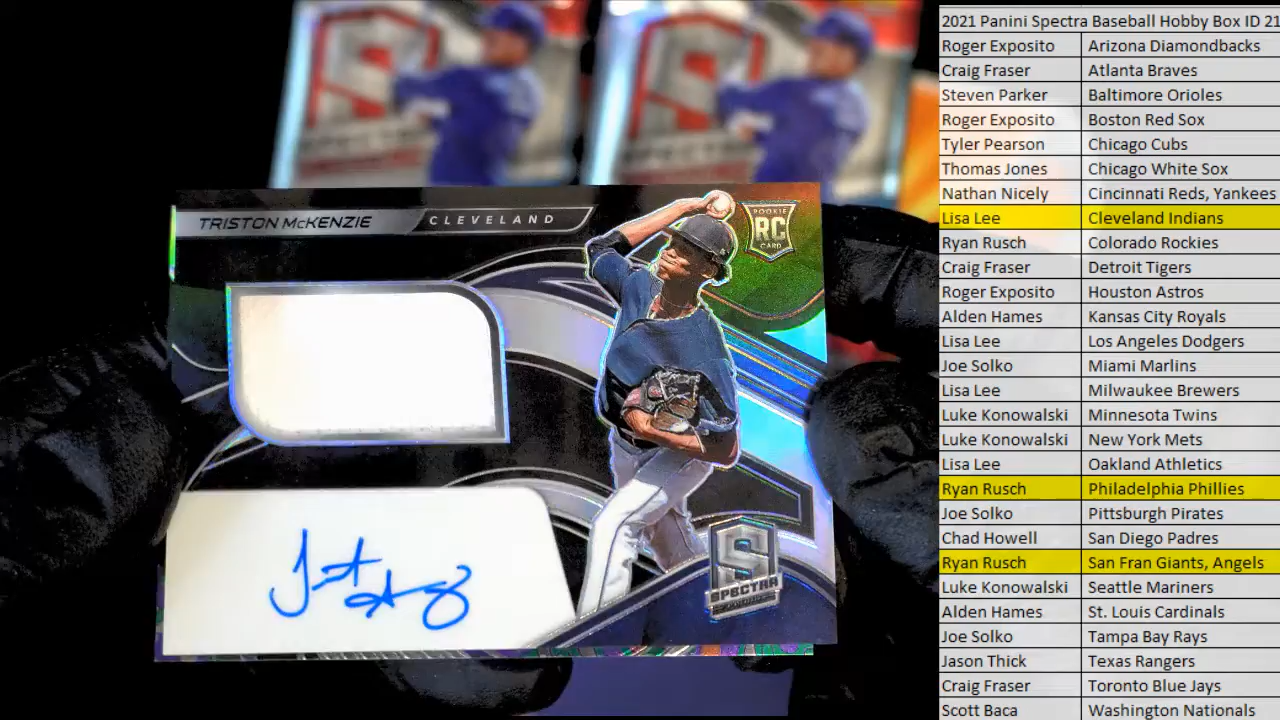 TRISTON McKENZIE CLEVELAND
ROOKIE
RC
CARD
SPECTRA
2021 Panini Spectra Baseball Hobby Box ID 21
Roger Exposito Arizona Diamondbacks
Craig Fraser Atlanta Braves
Steven Parker Baltimore Orioles
Roger Exposito Boston Red Sox
Tyler Pearson Chicago Cubs
Thomas Jones Chicago White Sox
Nathan Nicely Cincinnati Reds, Yankees
Lisa Lee Cleveland Indians
Ryan Rusch Colorado Rockies
Craig Fraser Detroit Tigers
Roger Exposito Houston Astros
Alden Hames Kansas City Royals
Lisa Lee Los Angeles Dodgers
Joe Solko Miami Marlins
Lisa Lee Milwaukee Brewers
Luke Konowalski Minnesota Twins
Luke Konowalski New York Mets
Lisa Lee Oakland Athletics
Ryan Rusch Philadelphia Phillies
Joe Solko Pittsburgh Pirates
Chad Howell San Diego Padres
Ryan Rusch San Fran Giants, Angels
Luke Konowalski Seattle Mariners
Alden Hames St. Louis Cardinals
Joe Solko Tampa Bay Rays
Jason Thick Texas Rangers
Craig Fraser Toronto Blue Jays
Scott Baca Washington Nationals